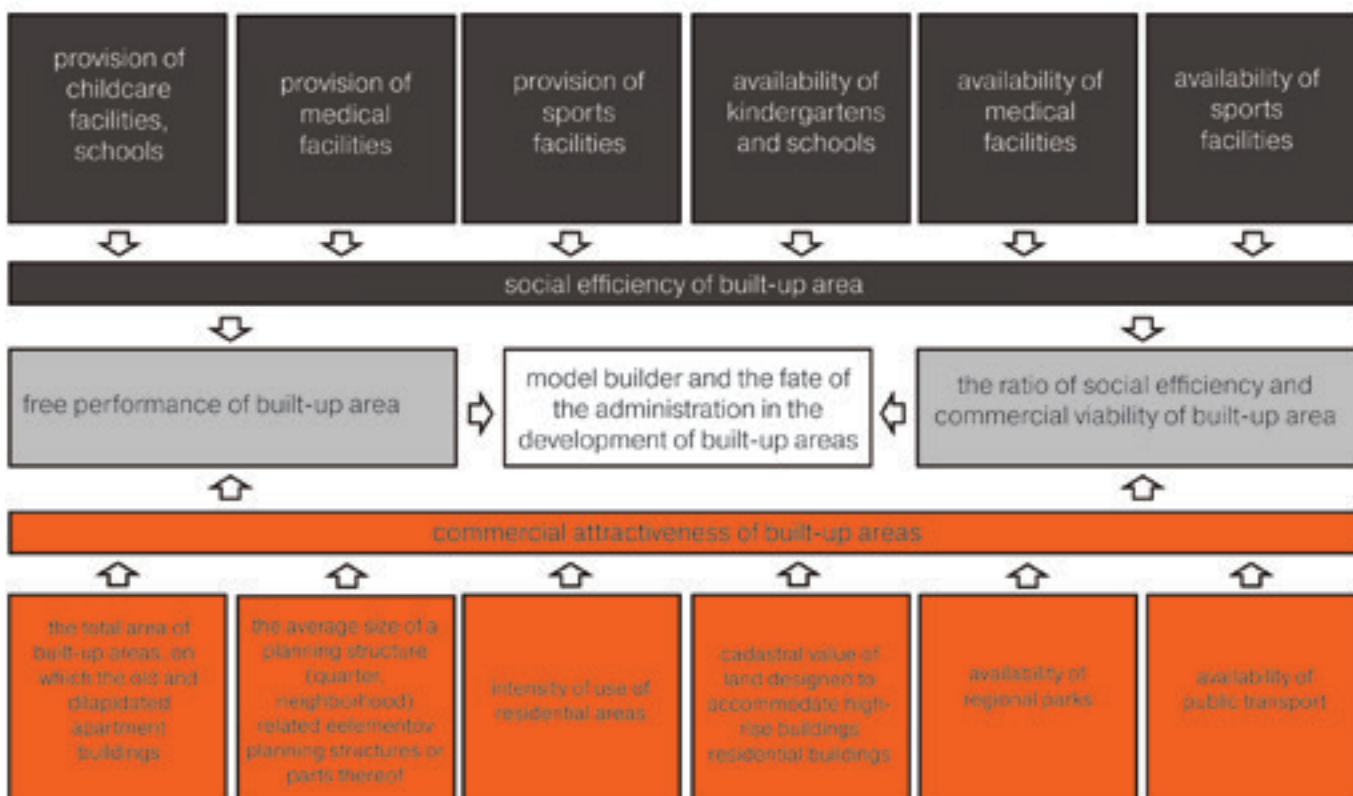 provision of
childcare
facilities,
schools
provision of
medical
facilities
provision of
sports
facilities
availability of
kindergartens
and schools
availability of
medical
facilities
availability of
sports
facilities
social efficiency of built-up area
free performance of built-up area
model builder and the fate of
the administration in the
development of built-up areas
the ratio of social efficiency and
commercial viability of built-up area
commercial attractiveness of built-up areas
the total area of
built-up areas, on
which the old and
dilapidated
apartment
buildings
the average size of a
planning structure
(quarter,
neighborhood)
related eelementov
planning structures or
parts thereof
intensity of use of
residential areas
cadastral value of
land designed to
accommodate high-
rise buildings
residential buildings
availability of
regional parks
availability of
public transport